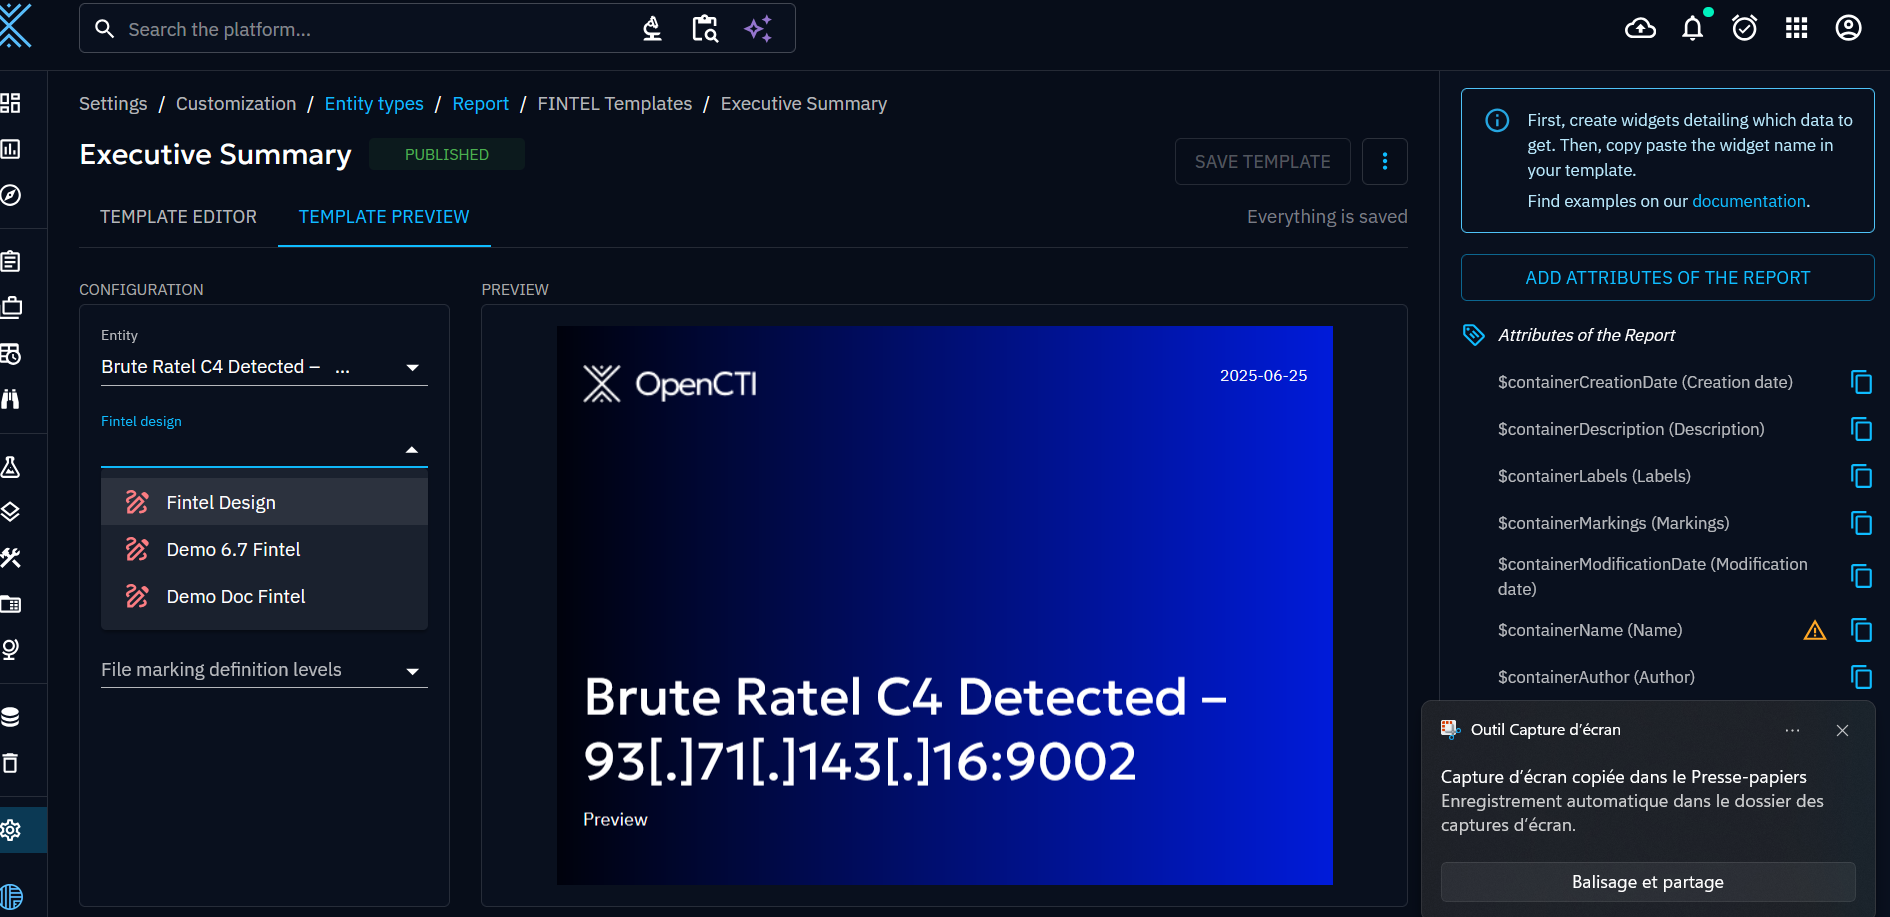 Search the platform...
Settings / Customization / Entity types / Report / FINTEL Templates / Executive Summary
Executive Summary
PUBLISHED
SAVE TEMPLATE
TEMPLATE EDITOR
TEMPLATE PREVIEW
Everything is saved
CONFIGURATION
Entity
Brute Ratel C4 Detected – ...
Fintel design
Fintel Design
Demo 6.7 Fintel
Demo Doc Fintel
File marking definition levels
PREVIEW
OpenCTI
2025-06-25
Brute Ratel C4 Detected –
93[.]71[.]143[.]16:9002
Preview
First, create widgets detailing which data to
get. Then, copy paste the widget name in
your template.
Find examples on our documentation.
ADD ATTRIBUTES OF THE REPORT
Attributes of the Report
$containerCreationDate (Creation date)
$containerDescription (Description)
$containerLabels (Labels)
$containerMarkings (Markings)
$containerModificationDate (Modification
date)
$containerName (Name)
$containerAuthor (Author)
Outil Capture d'écran
Capture d'écran copiée dans le Presse-papiers
Enregistrement automatique dans le dossier des
captures d'écran.
Balisage et partage